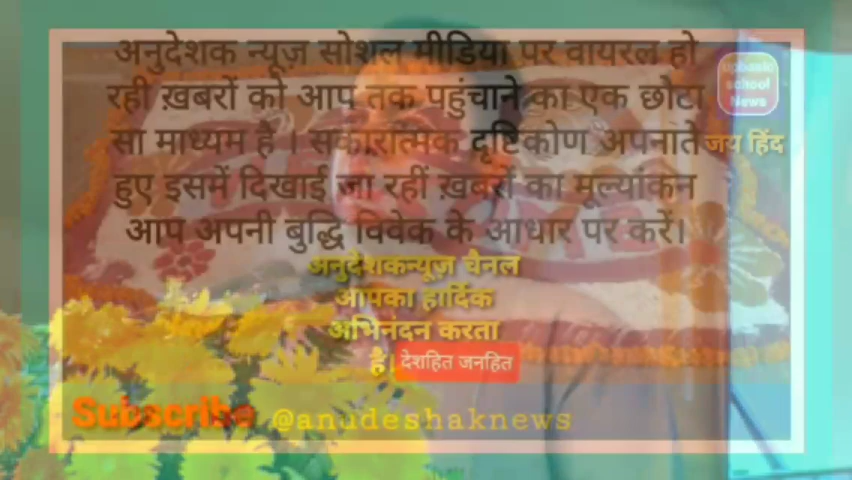 अनुदेशक न्यूज़ सोशल मीडिया पर वायरल हो
रही ख़बरों को आप तक पहुंचाने का एक छोटा
सा माध्यम है । सकारात्मक दृष्टिकोण अपनाते
हुए इसमें दिखाई जा रहीं ख़बरों का मूल्यांकन
आप अपनी बुद्धि विवेक के आधार पर करें।
upbasic
school
News
जय हिंद
अनुदेशकन्यूज़ चैनल
आपका हार्दिक
अभिनंदन करता
है।
देशहित जनहित
Subscribe @anudeshaknews